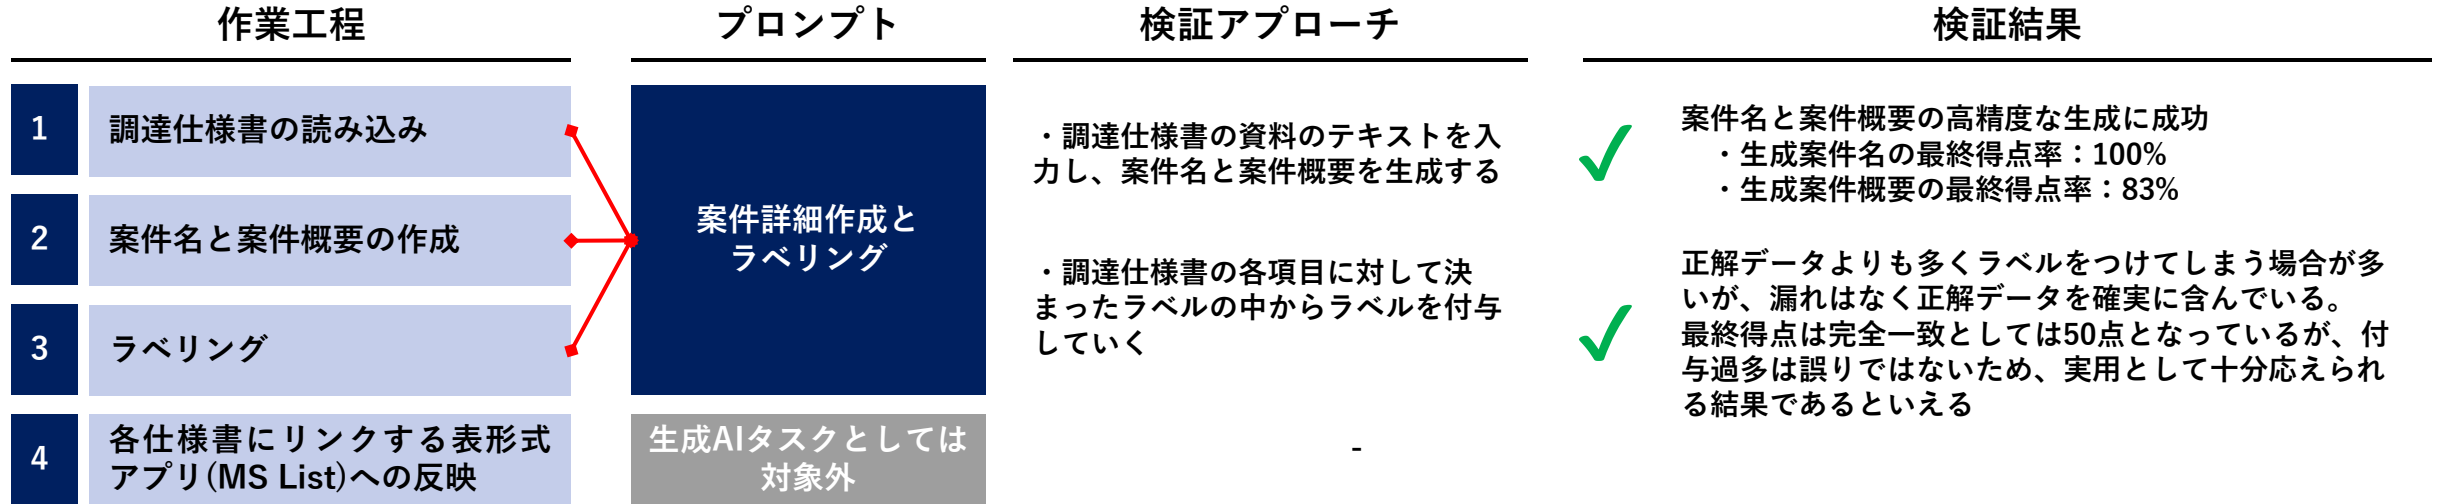 作業工程
プロンプト
検証アプローチ
検証結果
1
調達仕様書の読み込み
2
案件名と案件概要の作成
3
ラベリング
4
各仕様書にリンクする表形式
アプリ(MS List)への反映
案件詳細作成と
ラベリング
生成AIタスクとしては
対象外
・調達仕様書の資料のテキストを入
力し、案件名と案件概要を生成する
・調達仕様書の各項目に対して決
まったラベルの中からラベルを付与
していく
-
案件名と案件概要の高精度な生成に成功
・生成案件名の最終得点率：100%
・生成案件概要の最終得点率：83%
正解データよりも多くラベルをつけてしまう場合が多
いが、漏れはなく正解データを確実に含んでいる。
最終得点は完全一致としては50点となっているが、付
与過多は誤りではないため、実用として十分応えられ
る結果であるといえる